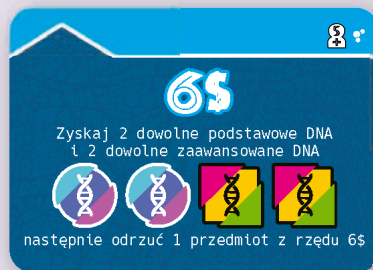 6$
Zyskaj 2 dowolne podstawowe DNA
i 2 dowolne zaawansowane DNA
następnie odrzuć 1 przedmiot z rzędu 6$